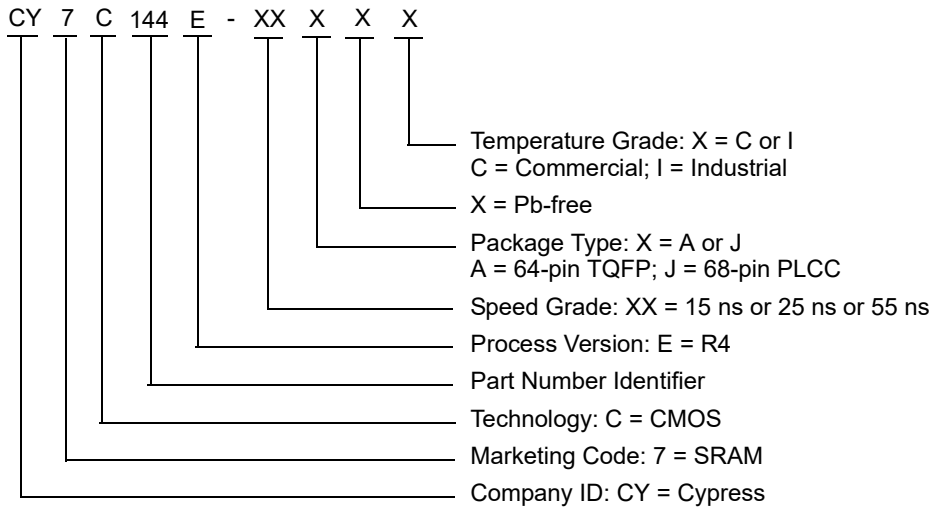 CY 7 C 144 E - XX X X X
Temperature Grade: X = C or I
C = Commercial; I = Industrial
X = Pb-free
Package Type: X = A or J
A = 64-pin TQFP; J = 68-pin PLCC
Speed Grade: XX = 15 ns or 25 ns or 55 ns
Process Version: E = R4
Part Number Identifier
Technology: C = CMOS
Marketing Code: 7 = SRAM
Company ID: CY = Cypress